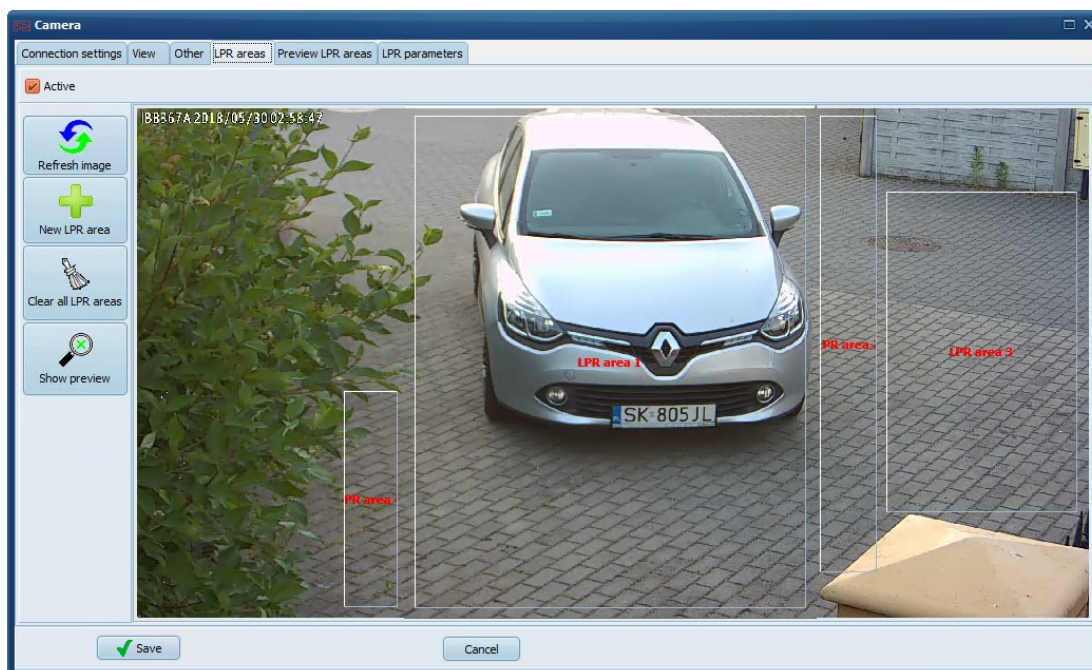 Camera
Connection settings View Other LPR areas Preview LPR areas LPR parameters
Active
IBB367A 2018/05/30 02:58:47
Refresh image
New LPR area
Clear all LPR areas
Show preview
LPR area 1
PR area
LPR area 3
PR area
SK 805JL
Save Cancel